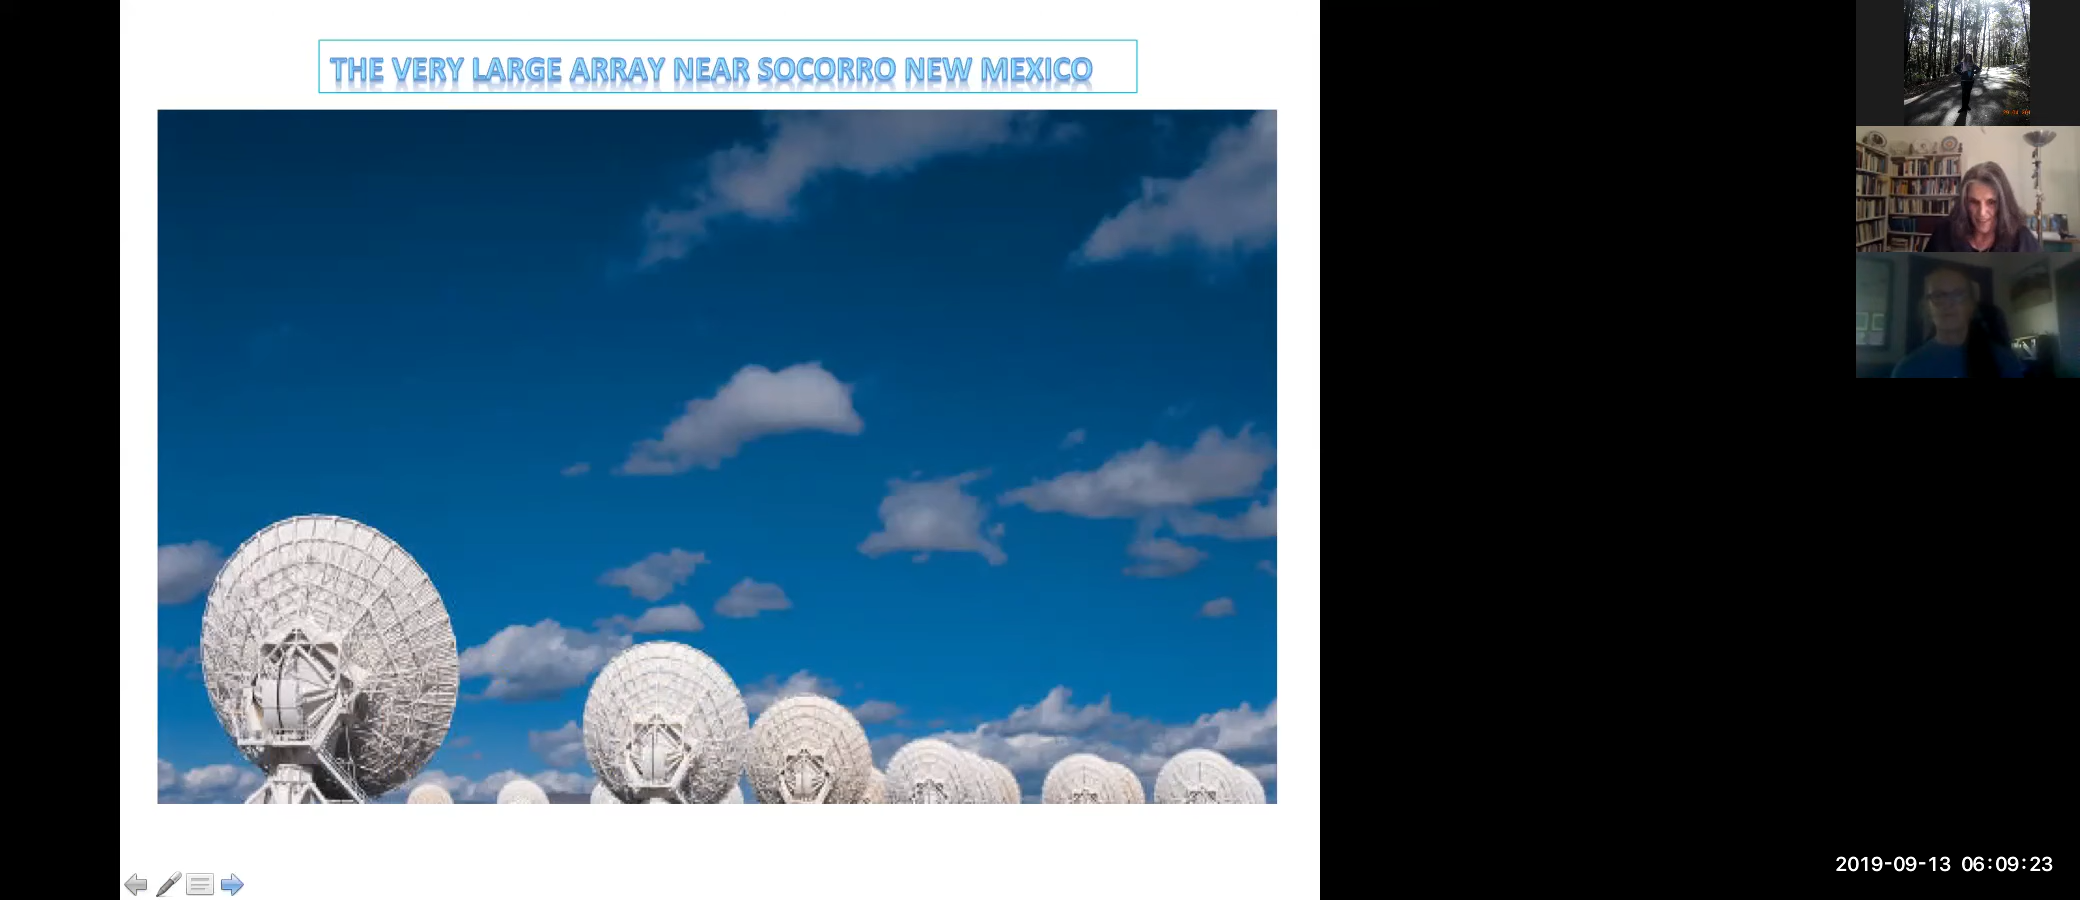 THE VERY LARGE ARRAY NEAR SOCORRO NEW MEXICO
2019-09-13 06:09:23